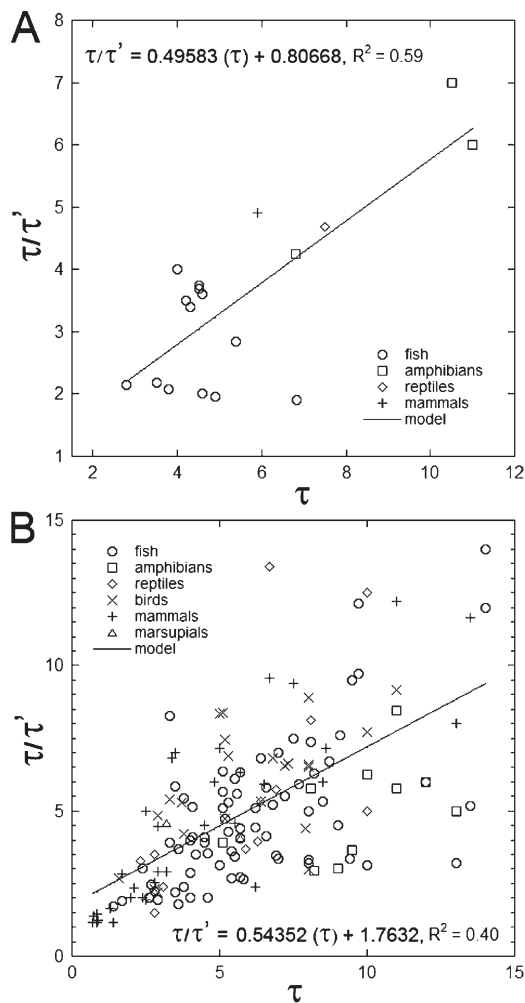 A
τ/τ' = 0.49583 (τ) + 0.80668, R² = 0.59
8
7
6
5
4
3
2
1
τ/τ'
fish
amphibians
reptiles
mammals
model
2 4 6 8 10 12
τ
B
fish
amphibians
reptiles
birds
mammals
marsupials
model
15
10
5
0
τ/τ'
τ/τ' = 0.54352 (τ) + 1.7632, R² = 0.40
0 5 10 15
τ